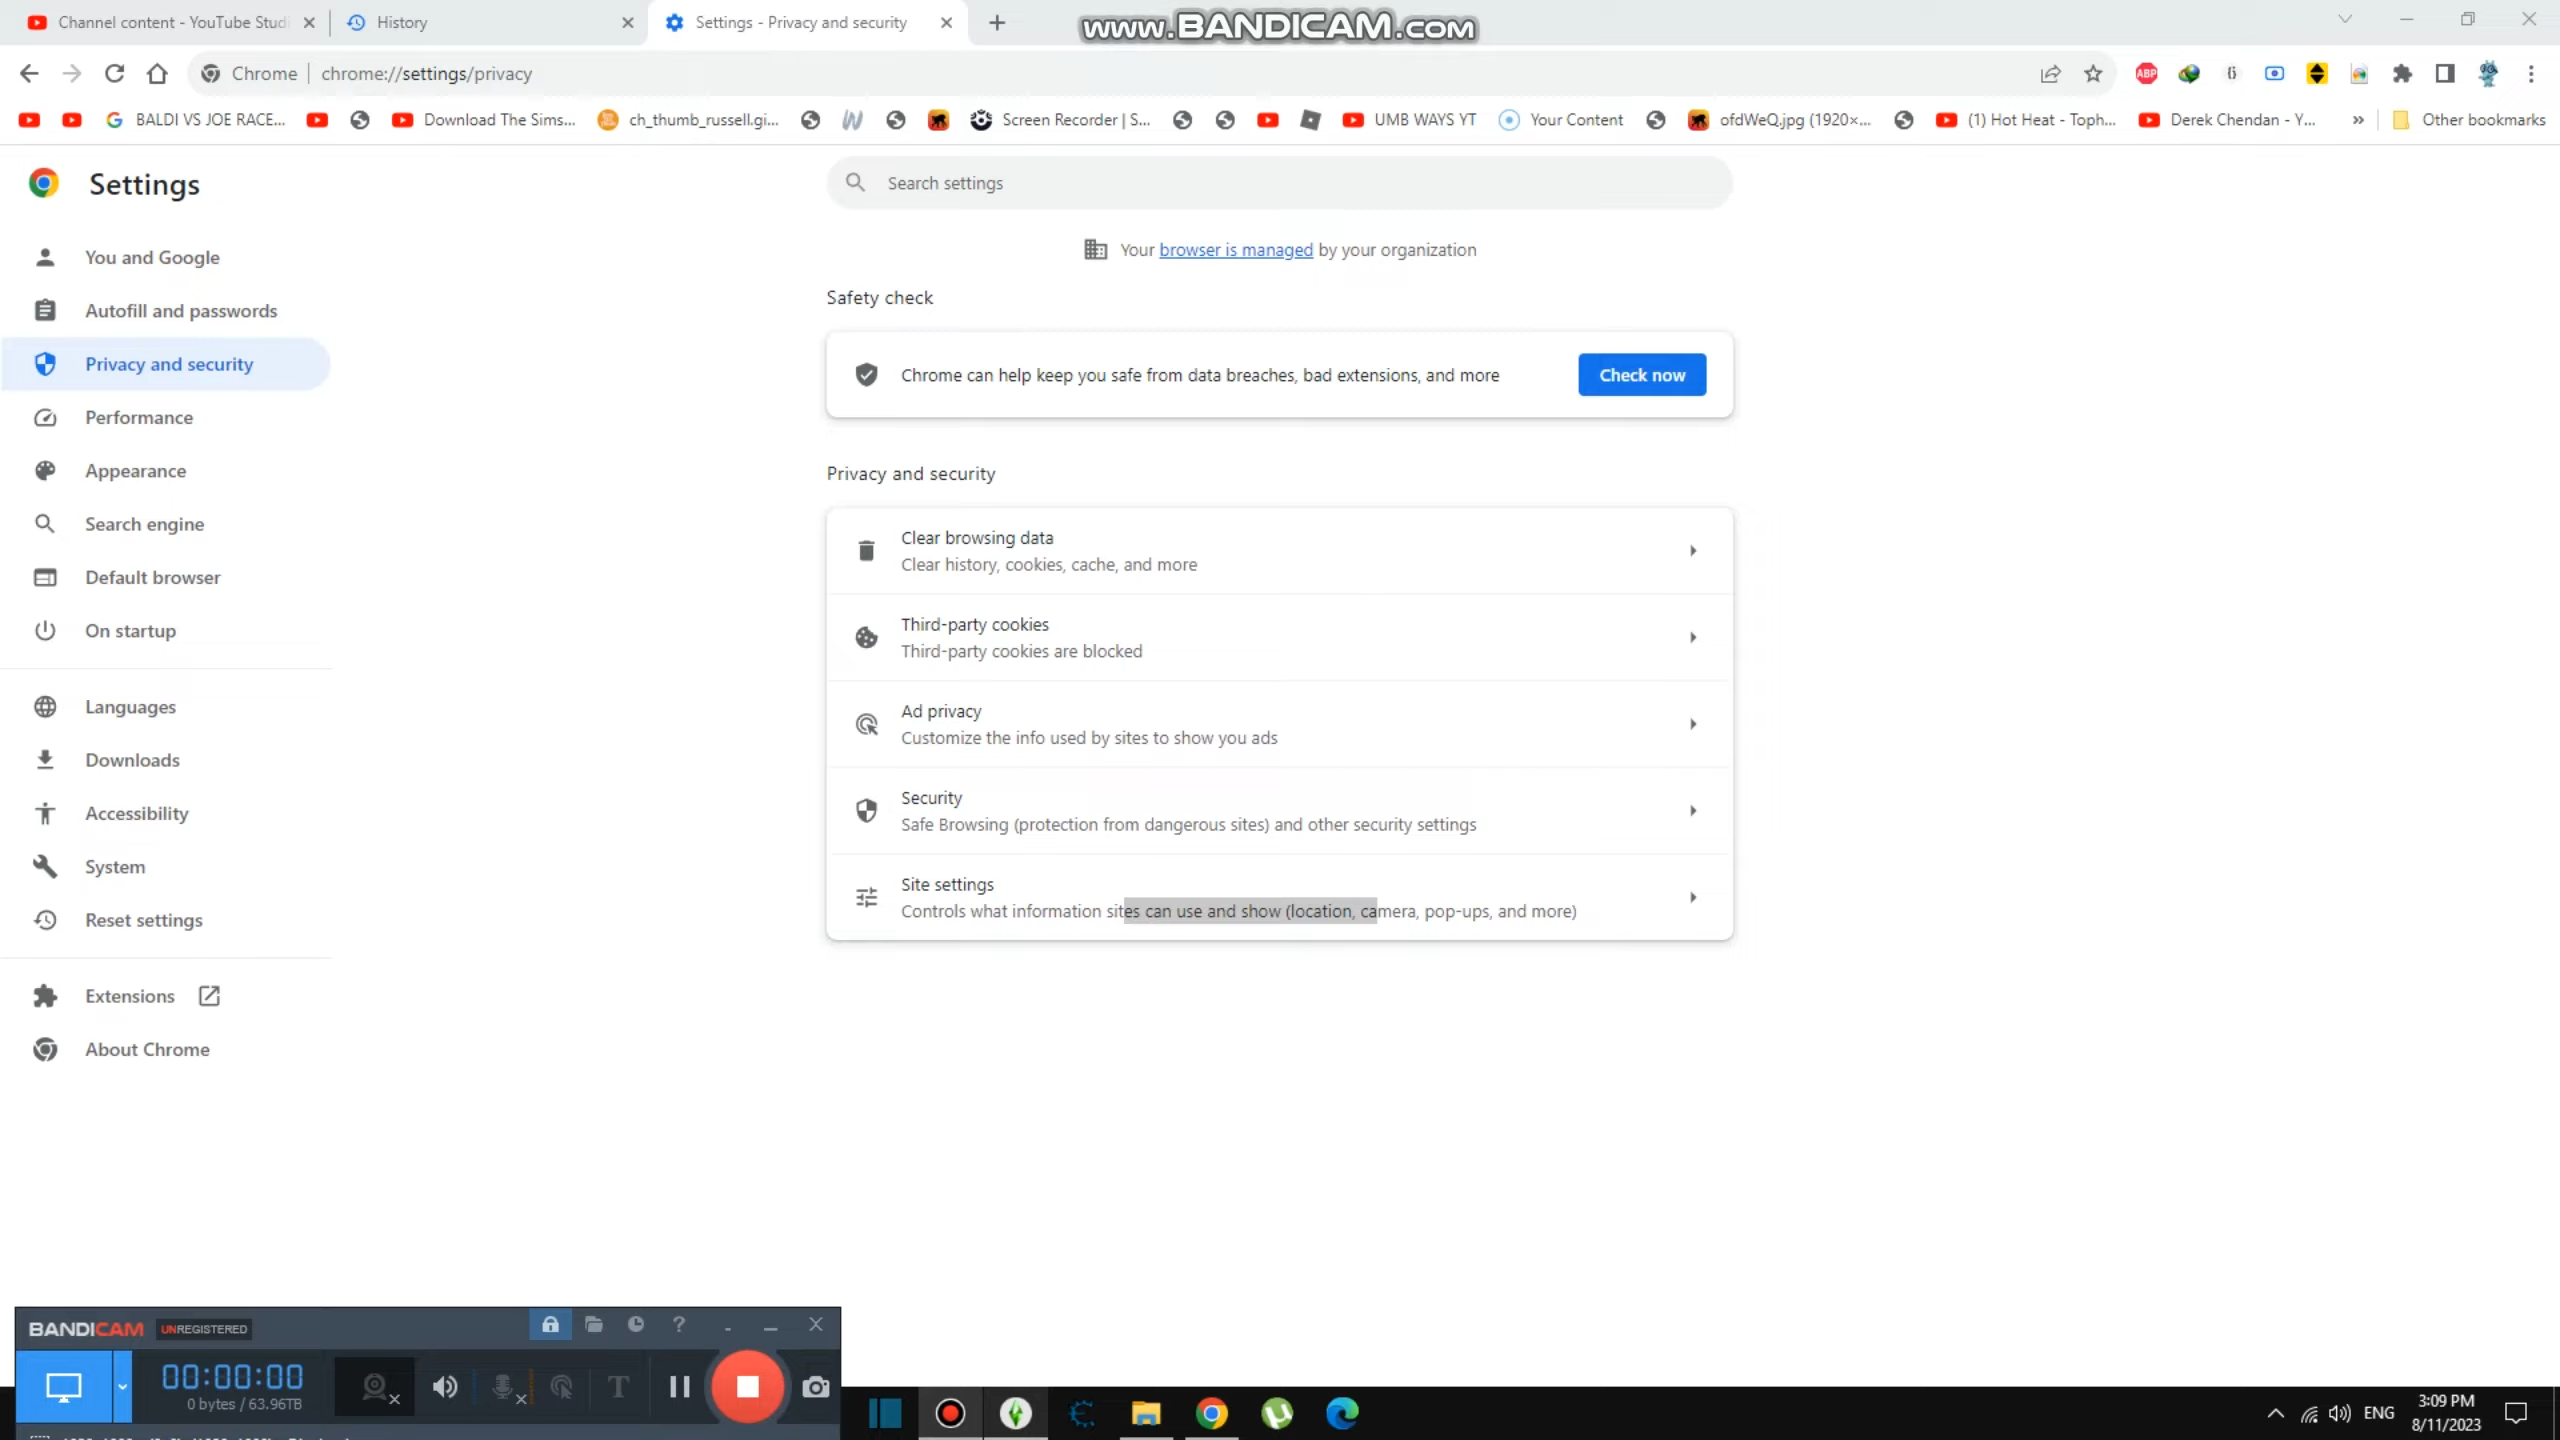 Channel content - YouTube Studi
History
Settings - Privacy and security
www.BANDICAM.com
Chrome
chrome://settings/privacy
ABP
BALDI VS JOE RACE...
Download The Sims...
ch_thumb_russell.gi...
Screen Recorder | S...
UMB WAYS YT
Your Content
ofdWeQ.jpg (1920×...
(1) Hot Heat - Toph...
Derek Chendan - Y...
»
Other bookmarks
Settings
Search settings
Your browser is managed by your organization
You and Google
Autofill and passwords
Privacy and security
Performance
Appearance
Search engine
Default browser
On startup
Languages
Downloads
Accessibility
System
Reset settings
Extensions
About Chrome
Safety check
Chrome can help keep you safe from data breaches, bad extensions, and more
Check now
Privacy and security
Clear browsing data
Clear history, cookies, cache, and more
Third-party cookies
Third-party cookies are blocked
Ad privacy
Customize the info used by sites to show you ads
Security
Safe Browsing (protection from dangerous sites) and other security settings
Site settings
Controls what information sites can use and show (location, camera, pop-ups, and more)
BANDICAM UNREGISTERED
00:00:00
0 bytes / 63.96TB
ENG
3:09 PM
8/11/2023